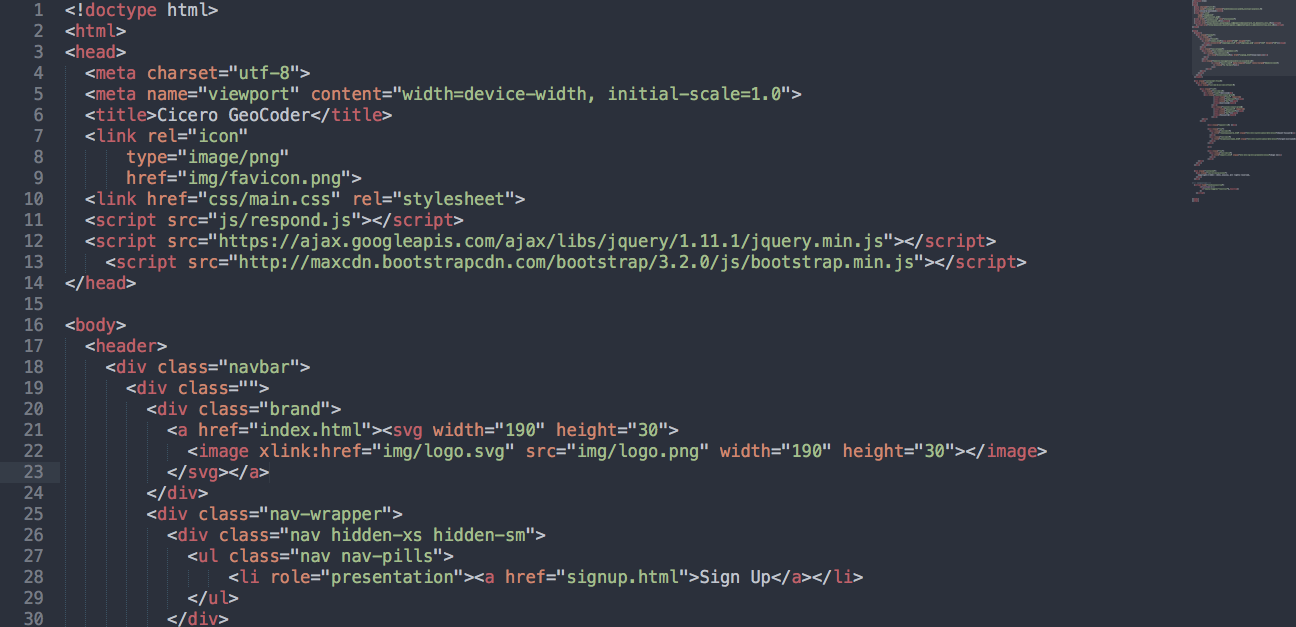 1 <!doctype html>
2 <html>
3 <head>
4 <meta charset="utf-8">
5 <meta name="viewport" content="width=device-width, initial-scale=1.0">
6 <title>Cicero GeoCoder</title>
7 <link rel="icon"
8 type="image/png"
9 href="img/favicon.png">
10 <link href="css/main.css" rel="stylesheet">
11 <script src="js/respond.js"></script>
12 <script src="https://ajax.googleapis.com/ajax/libs/jquery/1.11.1/jquery.min.js"></script>
13 <script src="http://maxcdn.bootstrapcdn.com/bootstrap/3.2.0/js/bootstrap.min.js"></script>
14 </head>
15
16 <body>
17 <header>
18 <div class="navbar">
19 <div class="">
20 <div class="brand">
21 <a href="index.html"><svg width="190" height="30">
22 <image xlink:href="img/logo.svg" src="img/logo.png" width="190" height="30"></image>
23 </svg></a>
24 </div>
25 <div class="nav-wrapper">
26 <div class="nav hidden-xs hidden-sm">
27 <ul class="nav nav-pills">
28 <li role="presentation"><a href="signup.html">Sign Up</a></li>
29 </ul>
30 </div>